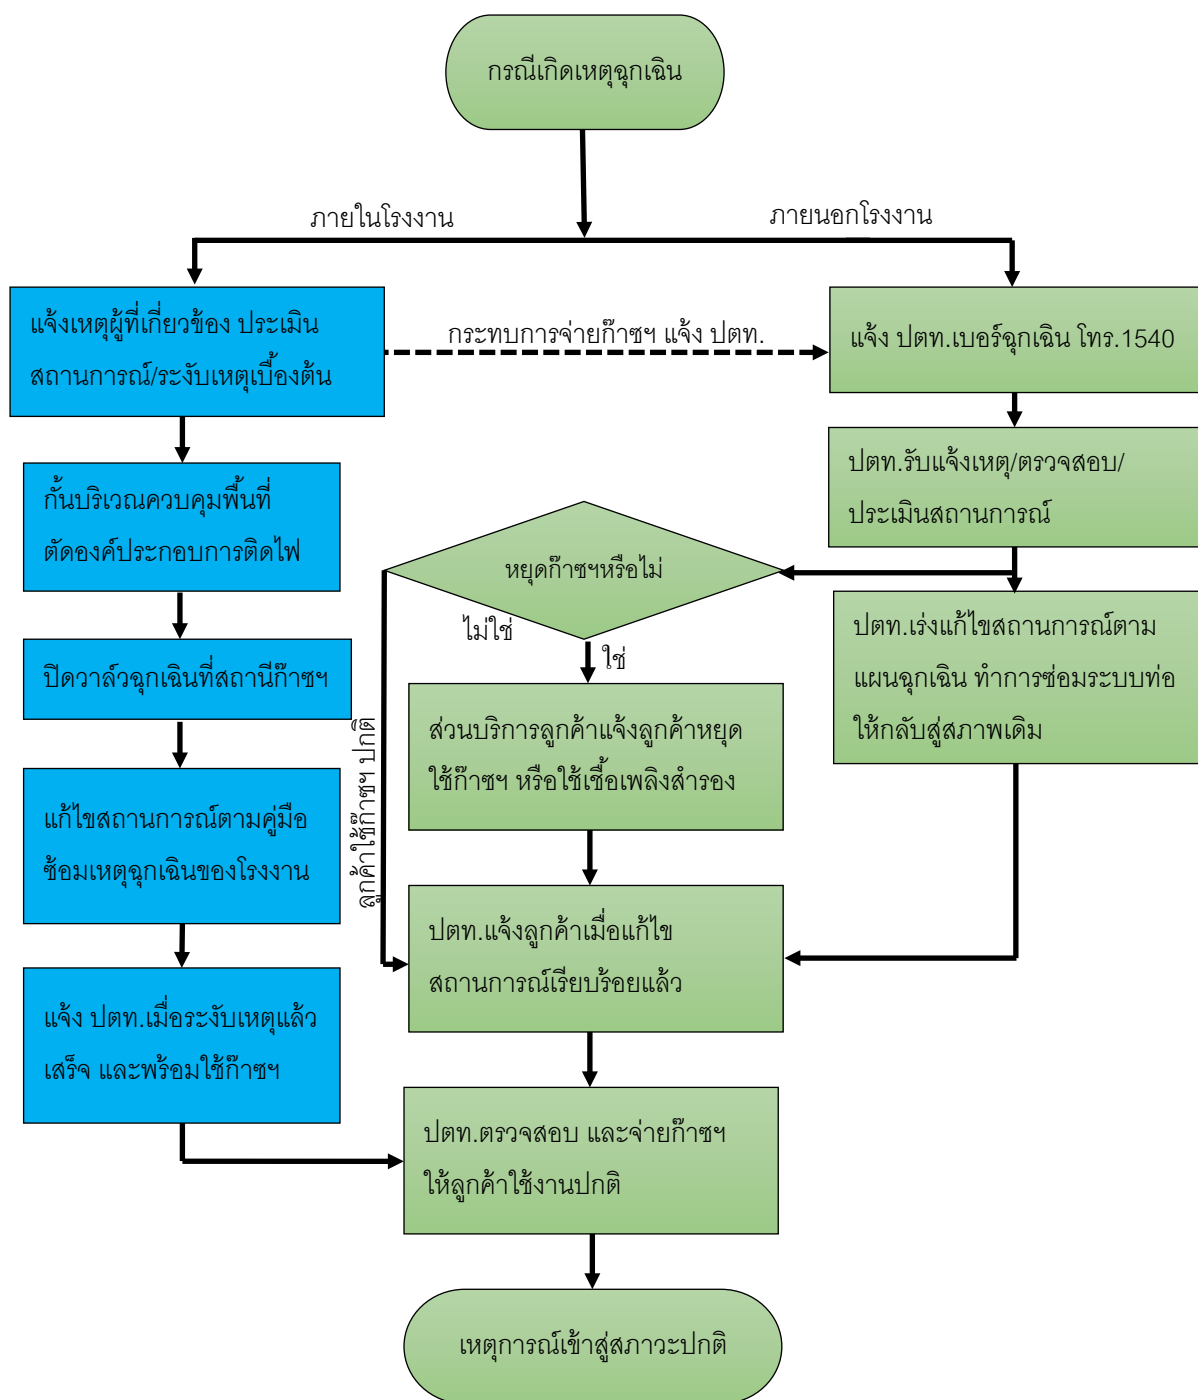 กรณีเกิดเหตุฉุกเฉิน
ภายในโรงงาน
ภายนอกโรงงาน
แจ้งเหตุผู้ที่เกี่ยวข้อง ประเมิน
สถานการณ์/ระงับเหตุเบื้องต้น
กระทบการจ่ายก๊าซฯ แจ้ง ปตท.
แจ้ง ปตท.เบอร์ฉุกเฉิน โทร.1540
กั้นบริเวณควบคุมพื้นที่
ตัดองค์ประกอบการติดไฟ
ปตท.รับแจ้งเหตุ/ตรวจสอบ/
ประเมินสถานการณ์
หยุดก๊าซฯหรือไม่
ไม่ใช่
ใช่
ปิดวาล์วฉุกเฉินที่สถานีก๊าซฯ
ปตท.เร่งแก้ไขสถานการณ์ตาม
แผนฉุกเฉิน ทำการซ่อมระบบท่อ
ให้กลับสู่สภาพเดิม
ลูกค้าใช้ก๊าซฯ ปกติ
ส่วนบริการลูกค้าแจ้งลูกค้าหยุด
ใช้ก๊าซฯ หรือใช้เชื้อเพลิงสำรอง
แก้ไขสถานการณ์ตามคู่มือ
ซ้อมเหตุฉุกเฉินของโรงงาน
ปตท.แจ้งลูกค้าเมื่อแก้ไข
สถานการณ์เรียบร้อยแล้ว
แจ้ง ปตท.เมื่อระงับเหตุแล้ว
เสร็จ และพร้อมใช้ก๊าซฯ
ปตท.ตรวจสอบ และจ่ายก๊าซฯ
ให้ลูกค้าใช้งานปกติ
เหตุการณ์เข้าสู่สภาวะปกติ